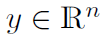 y ∈ ℝⁿ